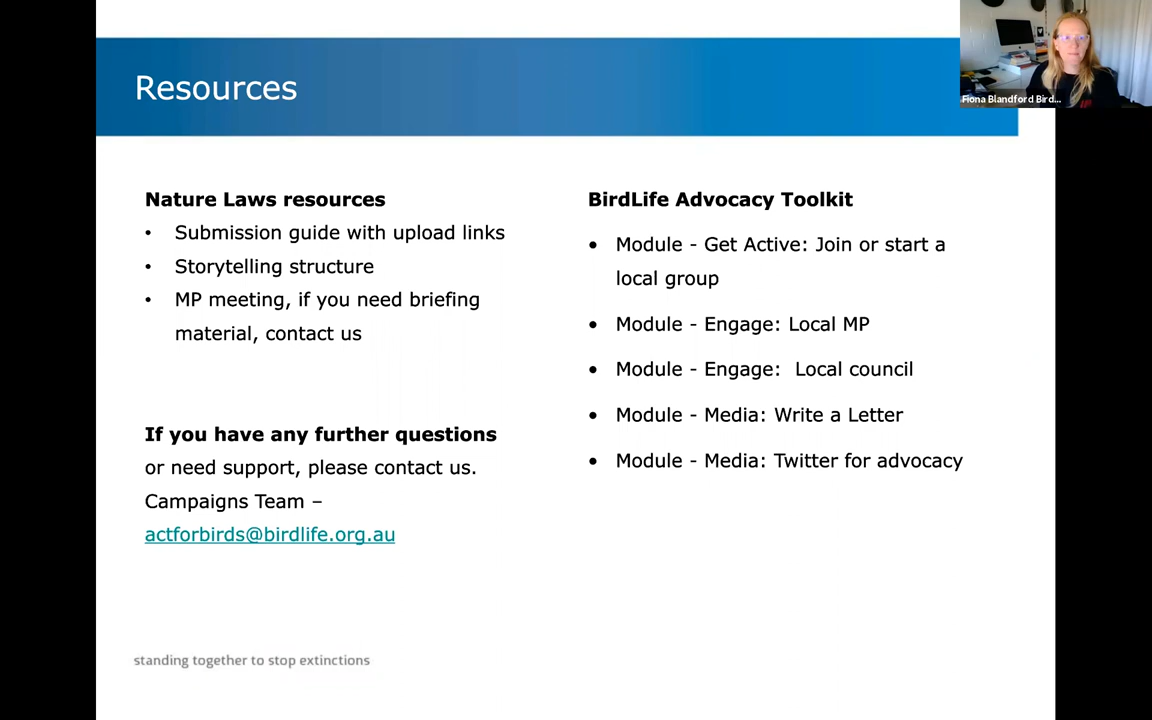 Resources
Fiona Blandford Bird...
Nature Laws resources
• Submission guide with upload links
• Storytelling structure
• MP meeting, if you need briefing
material, contact us
If you have any further questions
or need support, please contact us.
Campaigns Team –
actforbirds@birdlife.org.au
BirdLife Advocacy Toolkit
• Module - Get Active: Join or start a
local group
• Module - Engage: Local MP
• Module - Engage:  Local council
• Module - Media: Write a Letter
• Module - Media: Twitter for advocacy
standing together to stop extinctions